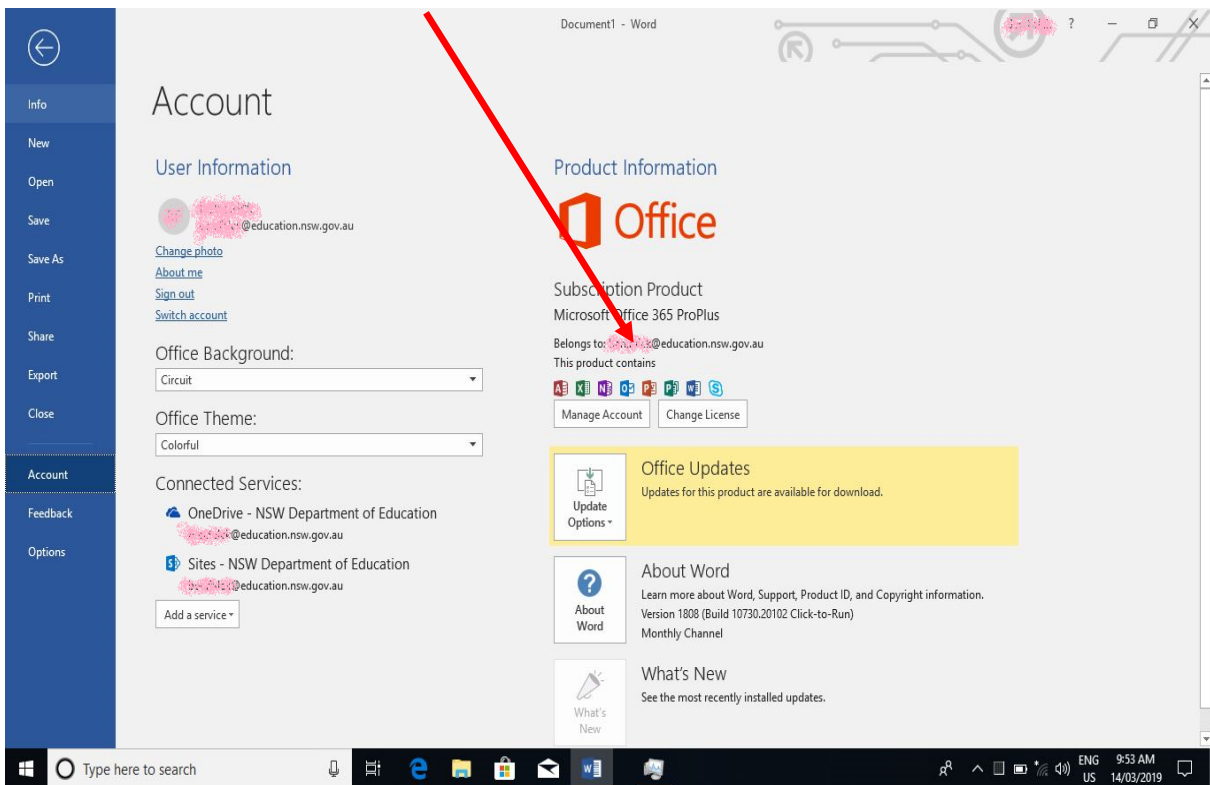 Document1 - Word
?
Info
New
Open
Save
Save As
Print
Share
Export
Close
Account
Feedback
Options
Account
User Information
@education.nsw.gov.au
Change photo
About me
Sign out
Switch account
Office Background:
Circuit
Office Theme:
Colorful
Connected Services:
OneDrive - NSW Department of Education
@education.nsw.gov.au
Sites - NSW Department of Education
@education.nsw.gov.au
Add a service
Product Information
Office
Subscription Product
Microsoft Office 365 ProPlus
Belongs to: @education.nsw.gov.au
This product contains
Manage Account
Change License
Update
Options
Office Updates
Updates for this product are available for download.
About
Word
About Word
Learn more about Word, Support, Product ID, and Copyright information.
Version 1808 (Build 10730.20102 Click-to-Run)
Monthly Channel
What's
New
What's New
See the most recently installed updates.
Type here to search
ENG
US
9:53 AM
14/03/2019